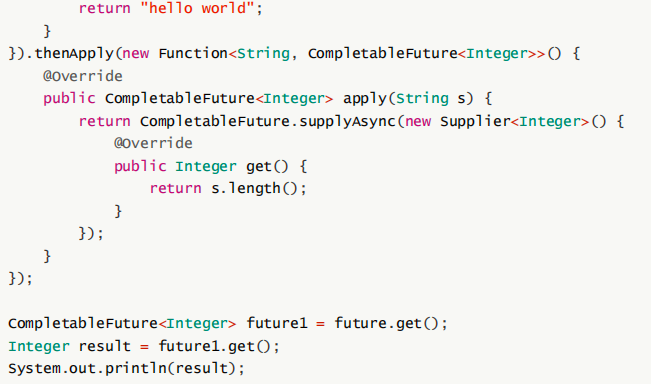 return "hello world";
    }
}).thenApply(new Function<String, CompletableFuture<Integer>>() {
    @Override
    public CompletableFuture<Integer> apply(String s) {
        return CompletableFuture.supplyAsync(new Supplier<Integer>() {
            @Override
            public Integer get() {
                return s.length();
            }
        });
    }
});

CompletableFuture<Integer> future1 = future.get();
Integer result = future1.get();
System.out.println(result);